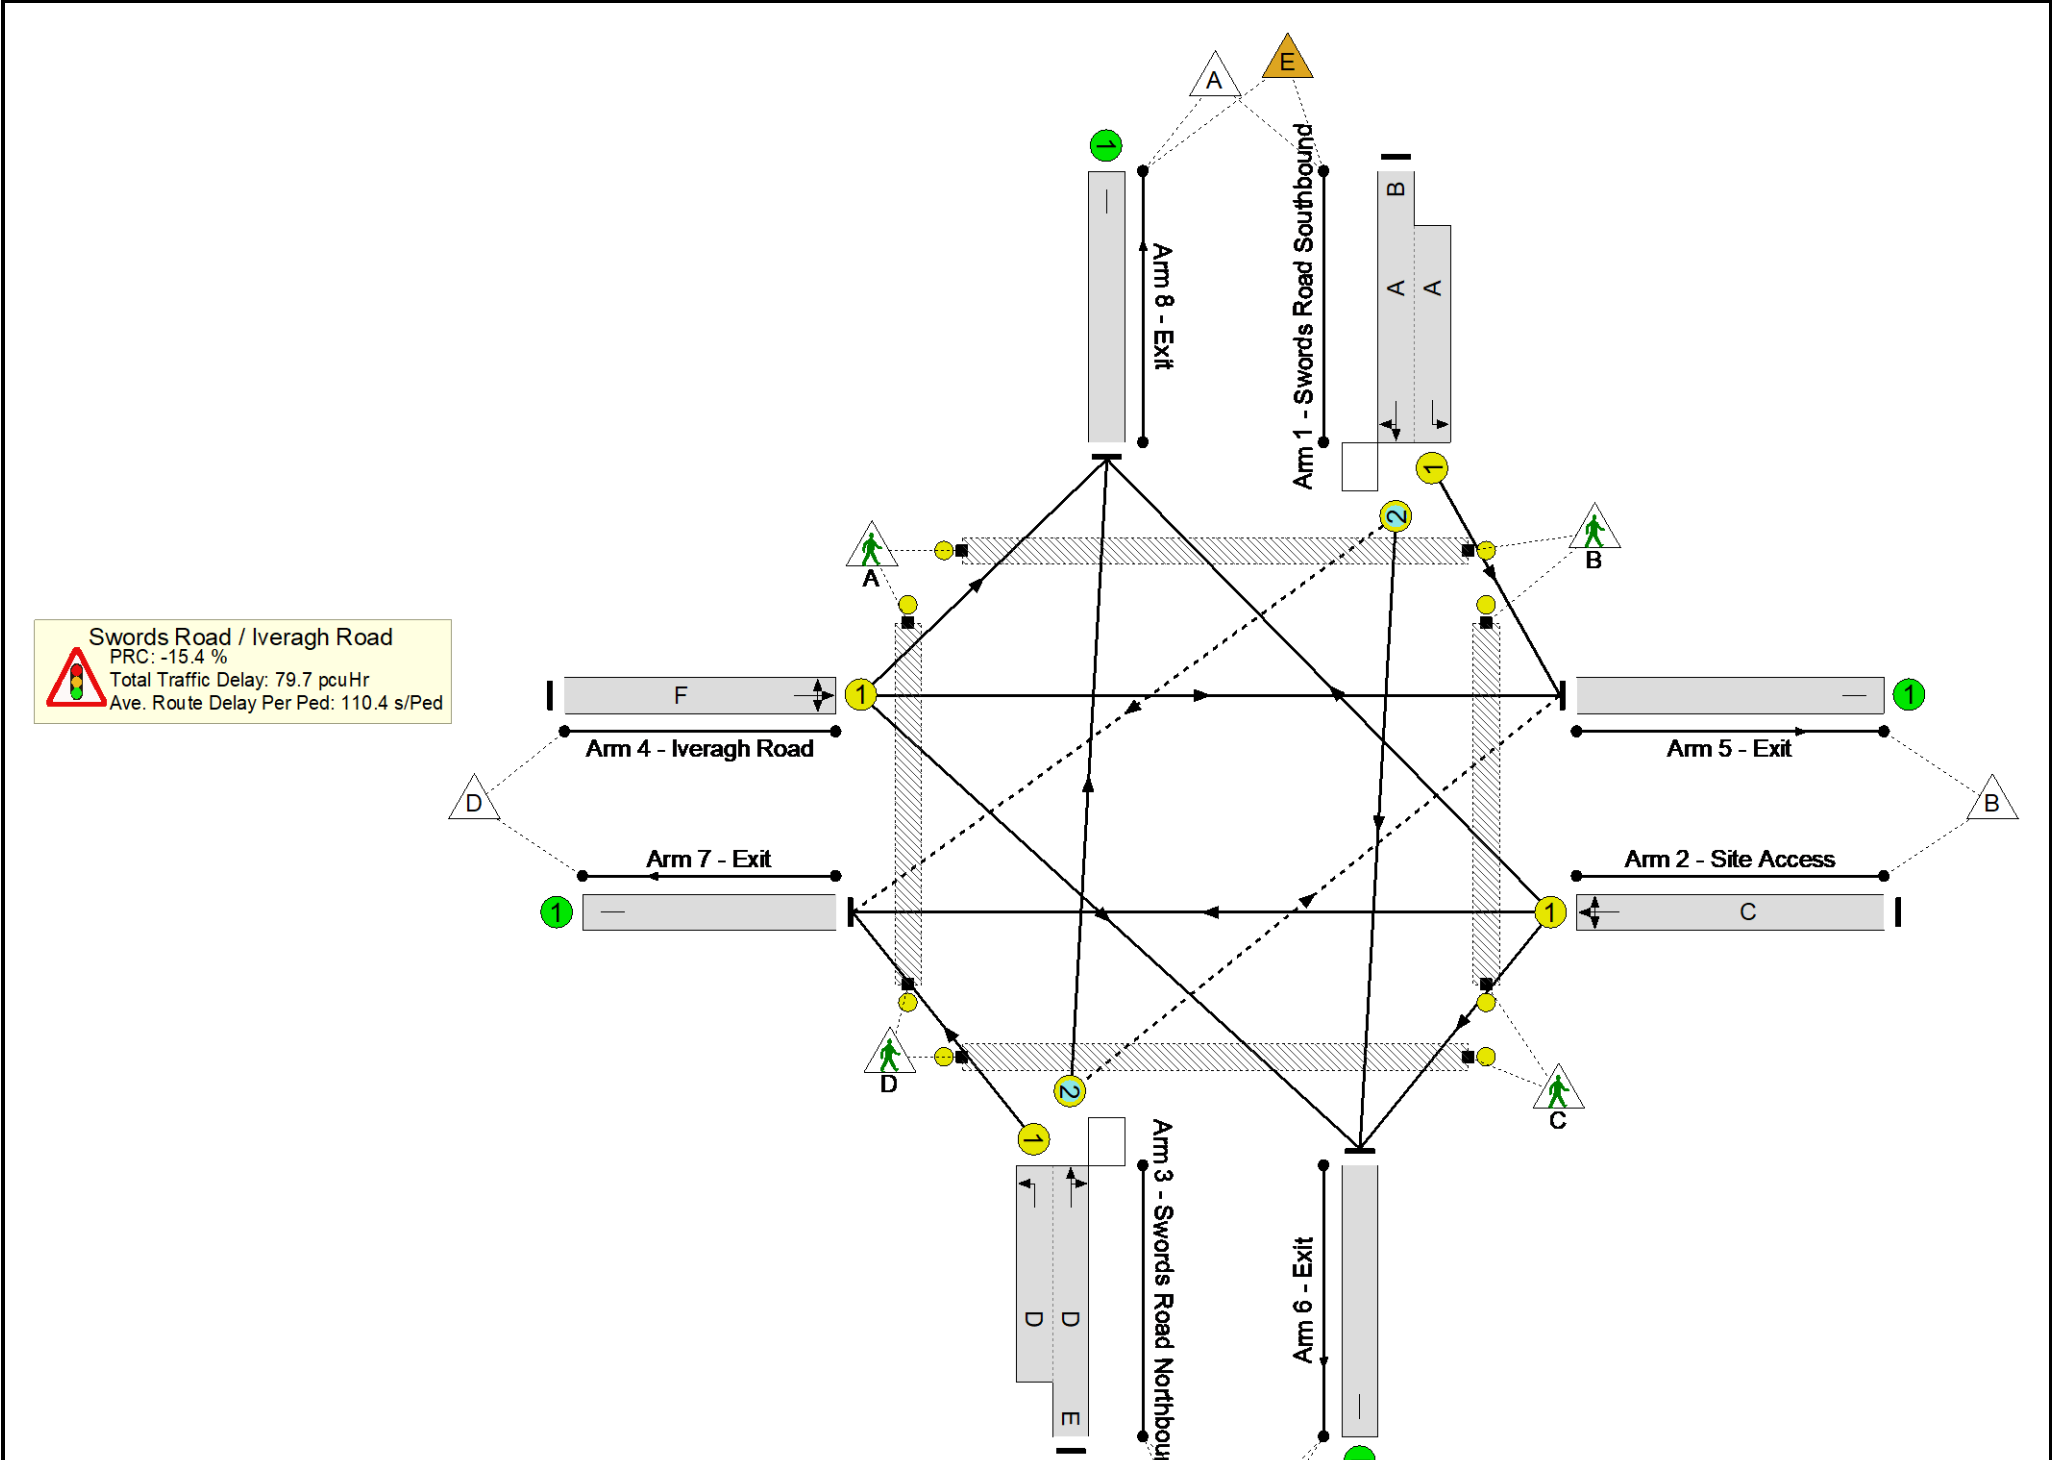 A
E
1
Arm 8 - Exit
Arm 1 - Swords Road Southbound
B
A
A
1
2
A
B
Swords Road / Iveragh Road
PRC: -15.4 %
Total Traffic Delay: 79.7 pcuHr
Ave. Route Delay Per Ped: 110.4 s/Ped
F
1
1
Arm 4 - Iveragh Road
Arm 5 - Exit
D
B
Arm 7 - Exit
Arm 2 - Site Access
1
1
C
D
2
C
1
Arm 3 - Swords Road Northbou
Arm 6 - Exit
D
D
E